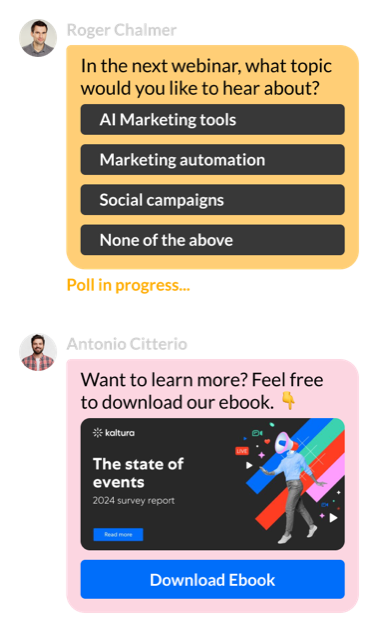 Roger Chalmer
In the next webinar, what topic
would you like to hear about?
AI Marketing tools
Marketing automation
Social campaigns
None of the above
Poll in progress...
Antonio Citterio
Want to learn more? Feel free
to download our ebook. 👇
kaltura
LIVE
The state of
events
2024 survey report
Read more
Download Ebook